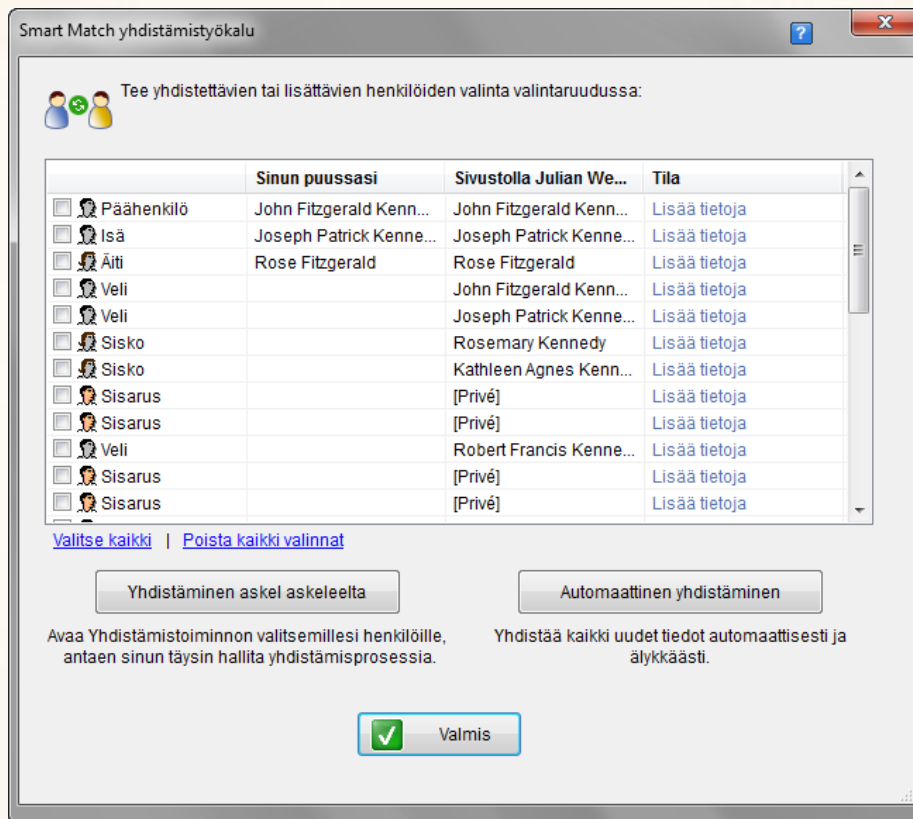 Smart Match yhdistämistyökalu
?
Tee yhdistettävien tai lisättävien henkilöiden valinta valintaruudussa:
Sinun puussasi Sivustolla Julian We... Tila
Päähenkilö John Fitzgerald Kenn... John Fitzgerald Kenn... Lisää tietoja
Isä Joseph Patrick Kenne... Joseph Patrick Kenne... Lisää tietoja
Äiti Rose Fitzgerald Rose Fitzgerald Lisää tietoja
Veli John Fitzgerald Kenn... Lisää tietoja
Veli Joseph Patrick Kenne... Lisää tietoja
Sisko Rosemary Kennedy Lisää tietoja
Sisko Kathleen Agnes Kenn... Lisää tietoja
Sisarus [Privé] Lisää tietoja
Sisarus [Privé] Lisää tietoja
Veli Robert Francis Kenne... Lisää tietoja
Sisarus [Privé] Lisää tietoja
Sisarus [Privé] Lisää tietoja
Valitse kaikki | Poista kaikki valinnat
Yhdistäminen askel askeleelta Automaattinen yhdistäminen
Avaa Yhdistämistoiminnon valitsemillesi henkilöille, Yhdistää kaikki uudet tiedot automaattisesti ja
antaen sinun täysin hallita yhdistämisprosessia. älykkäästi.
Valmis